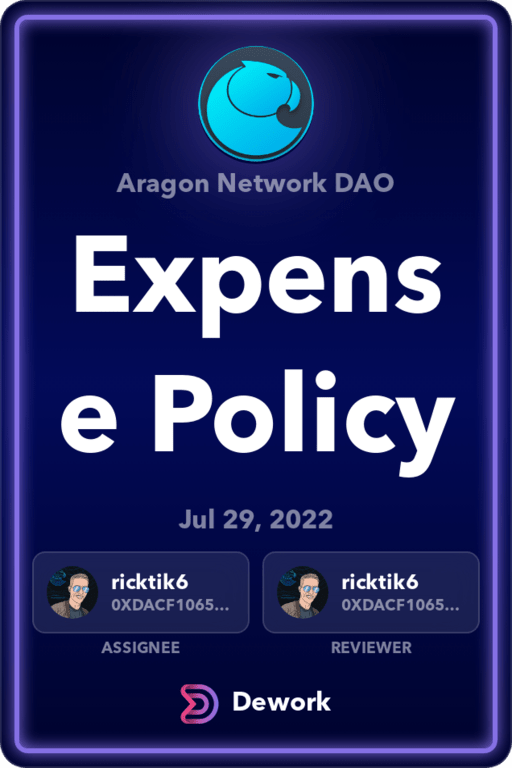 Aragon Network DAO
Expens
e Policy
Jul 29, 2022
ricktik6
0XDACF1065...
ASSIGNEE
ricktik6
0XDACF1065...
REVIEWER
Dework